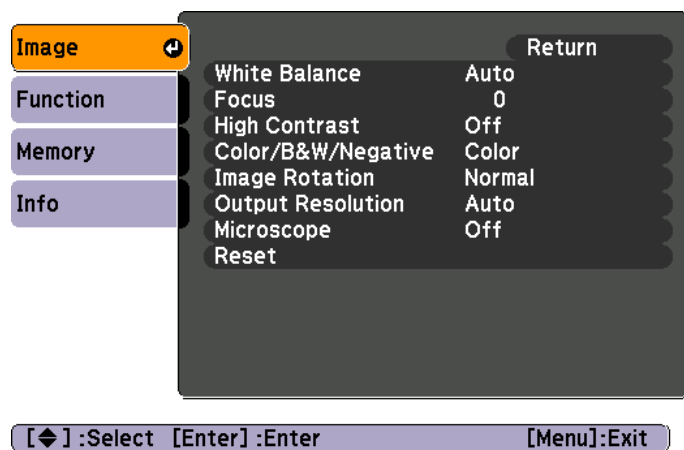 Image
Function
Memory
Info
Return
White Balance Auto
Focus 0
High Contrast Off
Color/B&W/Negative Color
Image Rotation Normal
Output Resolution Auto
Microscope Off
Reset
[◆] :Select [Enter] :Enter [Menu]:Exit